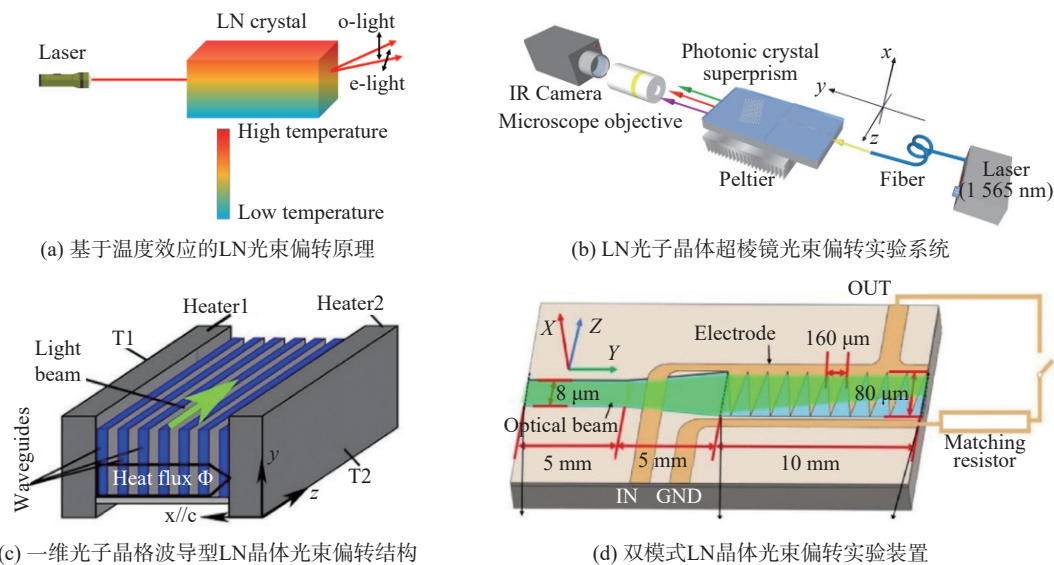 LN crystal
o-light
Laser
e-light
High temperature
Low temperature
(a) 基于温度效应的LN光束偏转原理
Photonic crystal
superprism
x
y
z
IR Camera
Microscope objective
Peltier
Fiber
Laser
(1 565 nm)
(b) LN光子晶体超棱镜光束偏转实验系统
Heater1
Heater2
T1
Light
beam
Waveguides
Heat flux Φ
T2
y
z
x//c
(c) 一维光子晶格波导型LN晶体光束偏转结构
OUT
X
Z
Y
Electrode
160 μm
8 μm
80 μm
Optical beam
Matching
resistor
5 mm
5 mm
10 mm
IN
GND
(d) 双模式LN晶体光束偏转实验装置